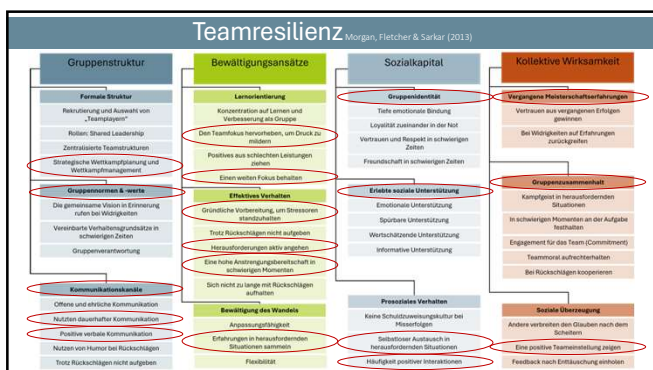 Teamresilienz Morgan, Fletcher & Sarkar (2013)
Gruppenstruktur
Formale Struktur
Rekrutierung und Auswahl von
„Teamplayern“
Rollen: Shared Leadership
Zentralisierte Teamstrukturen
Strategische Wettkampfplanung und
Wettkampfmanagement
Gruppennormen & -werte
Die gemeinsame Vision in Erinnerung
rufen bei Widrigkeiten
Vereinbarte Verhaltensgrundsätze in
schwierigen Zeiten
Gruppenverantwortung
Kommunikationskanäle
Offene und ehrliche Kommunikation
Nutzten dauerhafter Kommunikation
Positive verbale Kommunikation
Nutzen von Humor bei Rückschlägen
Trotz Rückschlägen nicht aufgeben
Bewältigungsansätze
Lernorientierung
Konzentration auf Lernen und
Verbesserung als Gruppe
Den Teamfokus hervorheben, um Druck zu
mildern
Positives aus schlechten Leistungen
ziehen
Einen weiten Fokus behalten
Effektives Verhalten
Gründliche Vorbereitung, um Stressoren
standzuhalten
Trotz Rückschlägen nicht aufgeben
Herausforderungen aktiv angehen
Eine hohe Anstrengungsbereitschaft in
schwierigen Momenten
Sich nicht zu lange mit Rückschlägen
aufhalten
Bewältigung des Wandels
Anpassungsfähigkeit
Erfahrungen in herausfordernden
Situationen sammeln
Flexibilität
Sozialkapital
Gruppenidentität
Tiefe emotionale Bindung
Loyalität zueinander in der Not
Vertrauen und Respekt in schwierigen
Zeiten
Freundschaft in schwierigen Zeiten
Erlebte soziale Unterstützung
Emotionale Unterstützung
Spürbare Unterstützung
Wertschätzende Unterstützung
Informative Unterstützung
Prosoziales Verhalten
Keine Schuldzuweisungskultur bei
Misserfolgen
Selbstloser Austausch in
herausfordernden Situationen
Häufigkeit positiver Interaktionen
Kollektive Wirksamkeit
Vergangene Meisterschaftserfahrungen
Vertrauen aus vergangenen Erfolgen
gewinnen
Bei Widrigkeiten auf Erfahrungen
zurückgreifen
Gruppenzusammenhalt
Kampfgeist in herausfordernden
Situationen
In schwierigen Momenten an der Aufgabe
festhalten
Engagement für das Team (Commitment)
Teammoral aufrechterhalten
Bei Rückschlägen kooperieren
Soziale Überzeugung
Andere verbreiten den Glauben nach dem
Scheitern
Eine positive Teameinstellung zeigen
Feedback nach Enttäuschung einholen